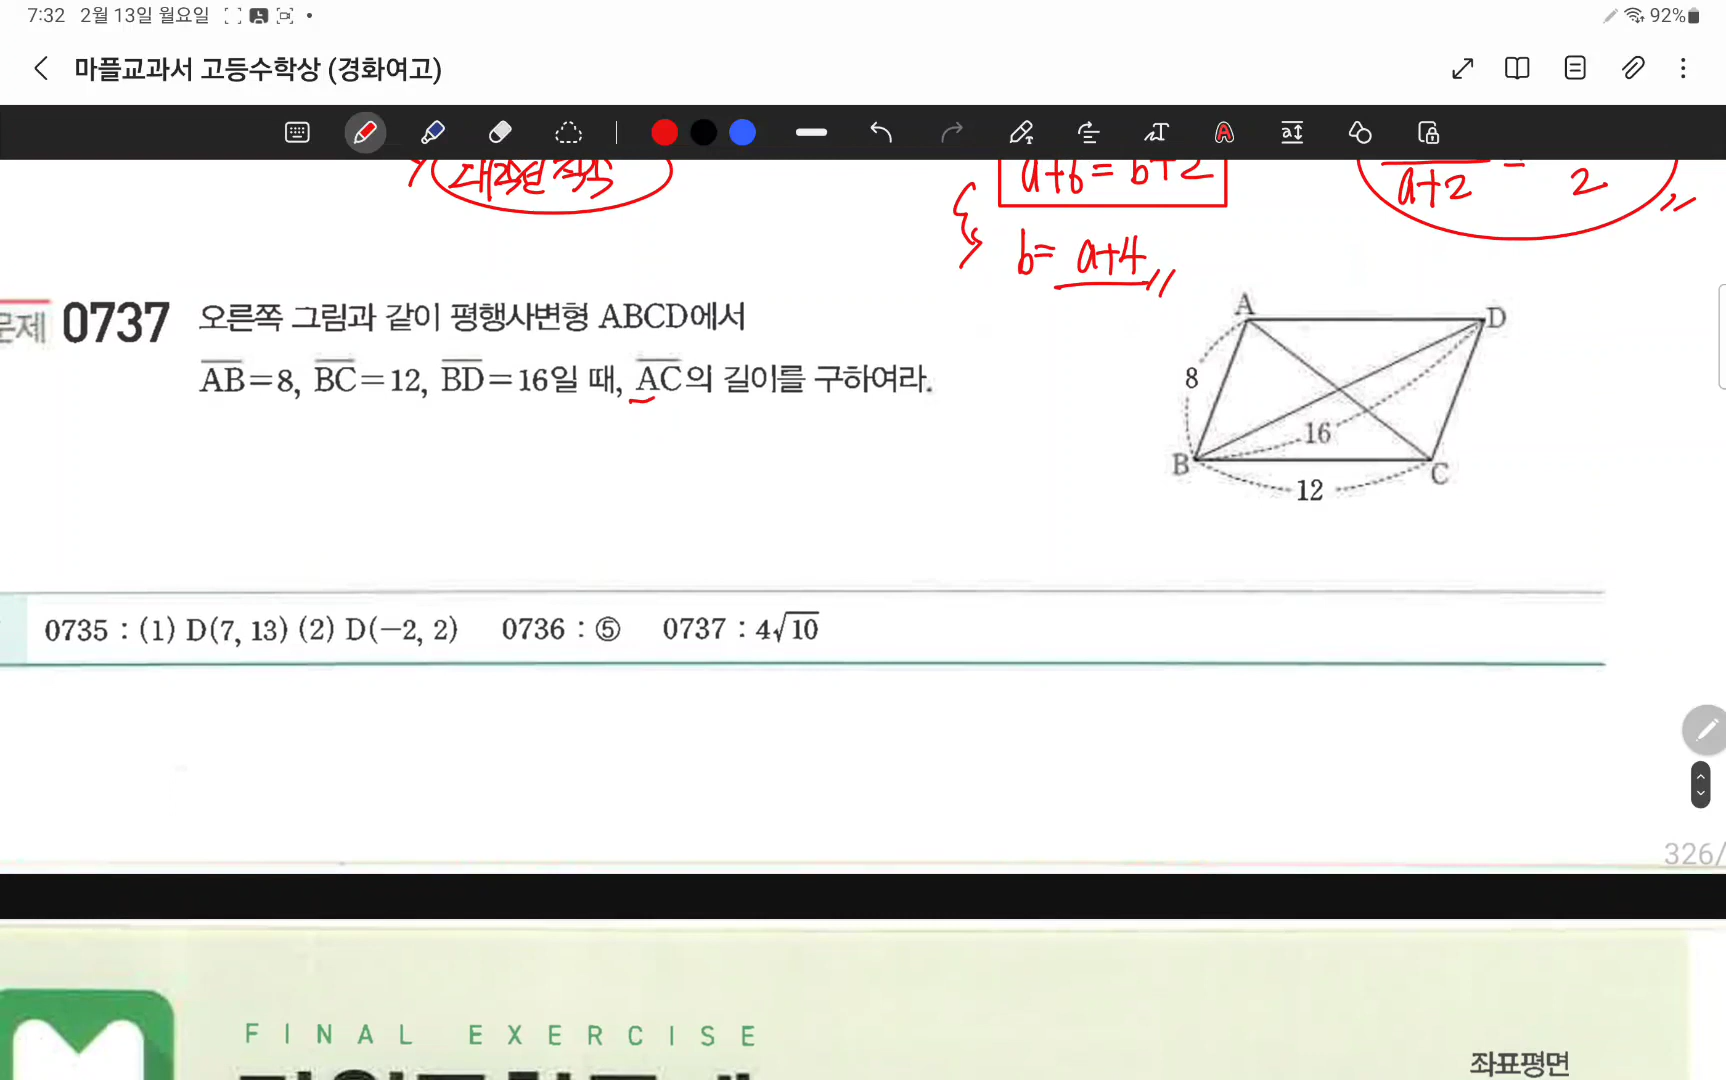 7:32 2월 13일 월요일
92%
마플교과서 고등수학상 (경화여고)
a+b = b+2
a+2 = 2
b= a+4
문제 0737 오른쪽 그림과 같이 평행사변형 ABCD에서
AB=8, BC=12, BD=16일 때, AC의 길이를 구하여라.
A
D
8
16
B
C
12
0735 : (1) D(7, 13) (2) D(−2, 2) 0736 : ⑤ 0737 : 4√10
326/
FINAL EXERCISE
좌표평면